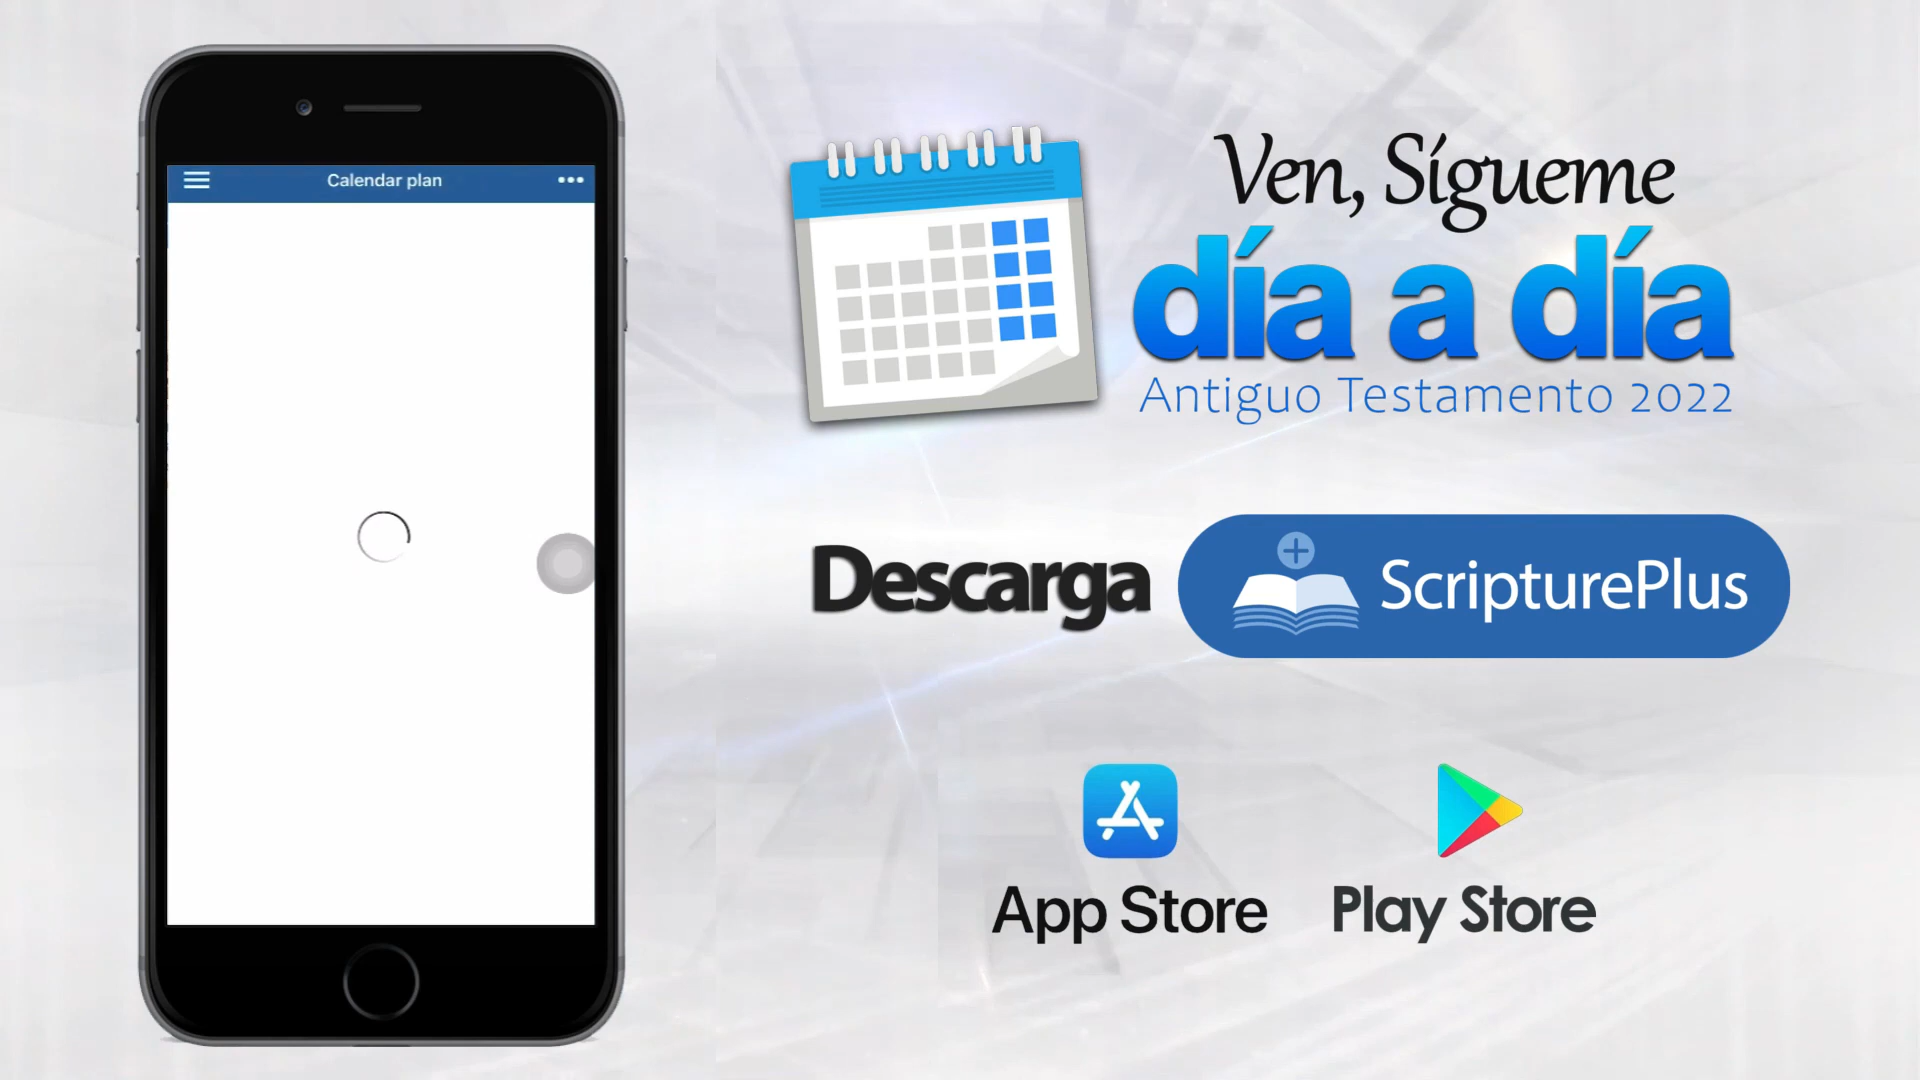 Calendar plan
Ven, Sígueme
día a día
Antiguo Testamento 2022
Descarga
ScripturePlus
App Store
Play Store